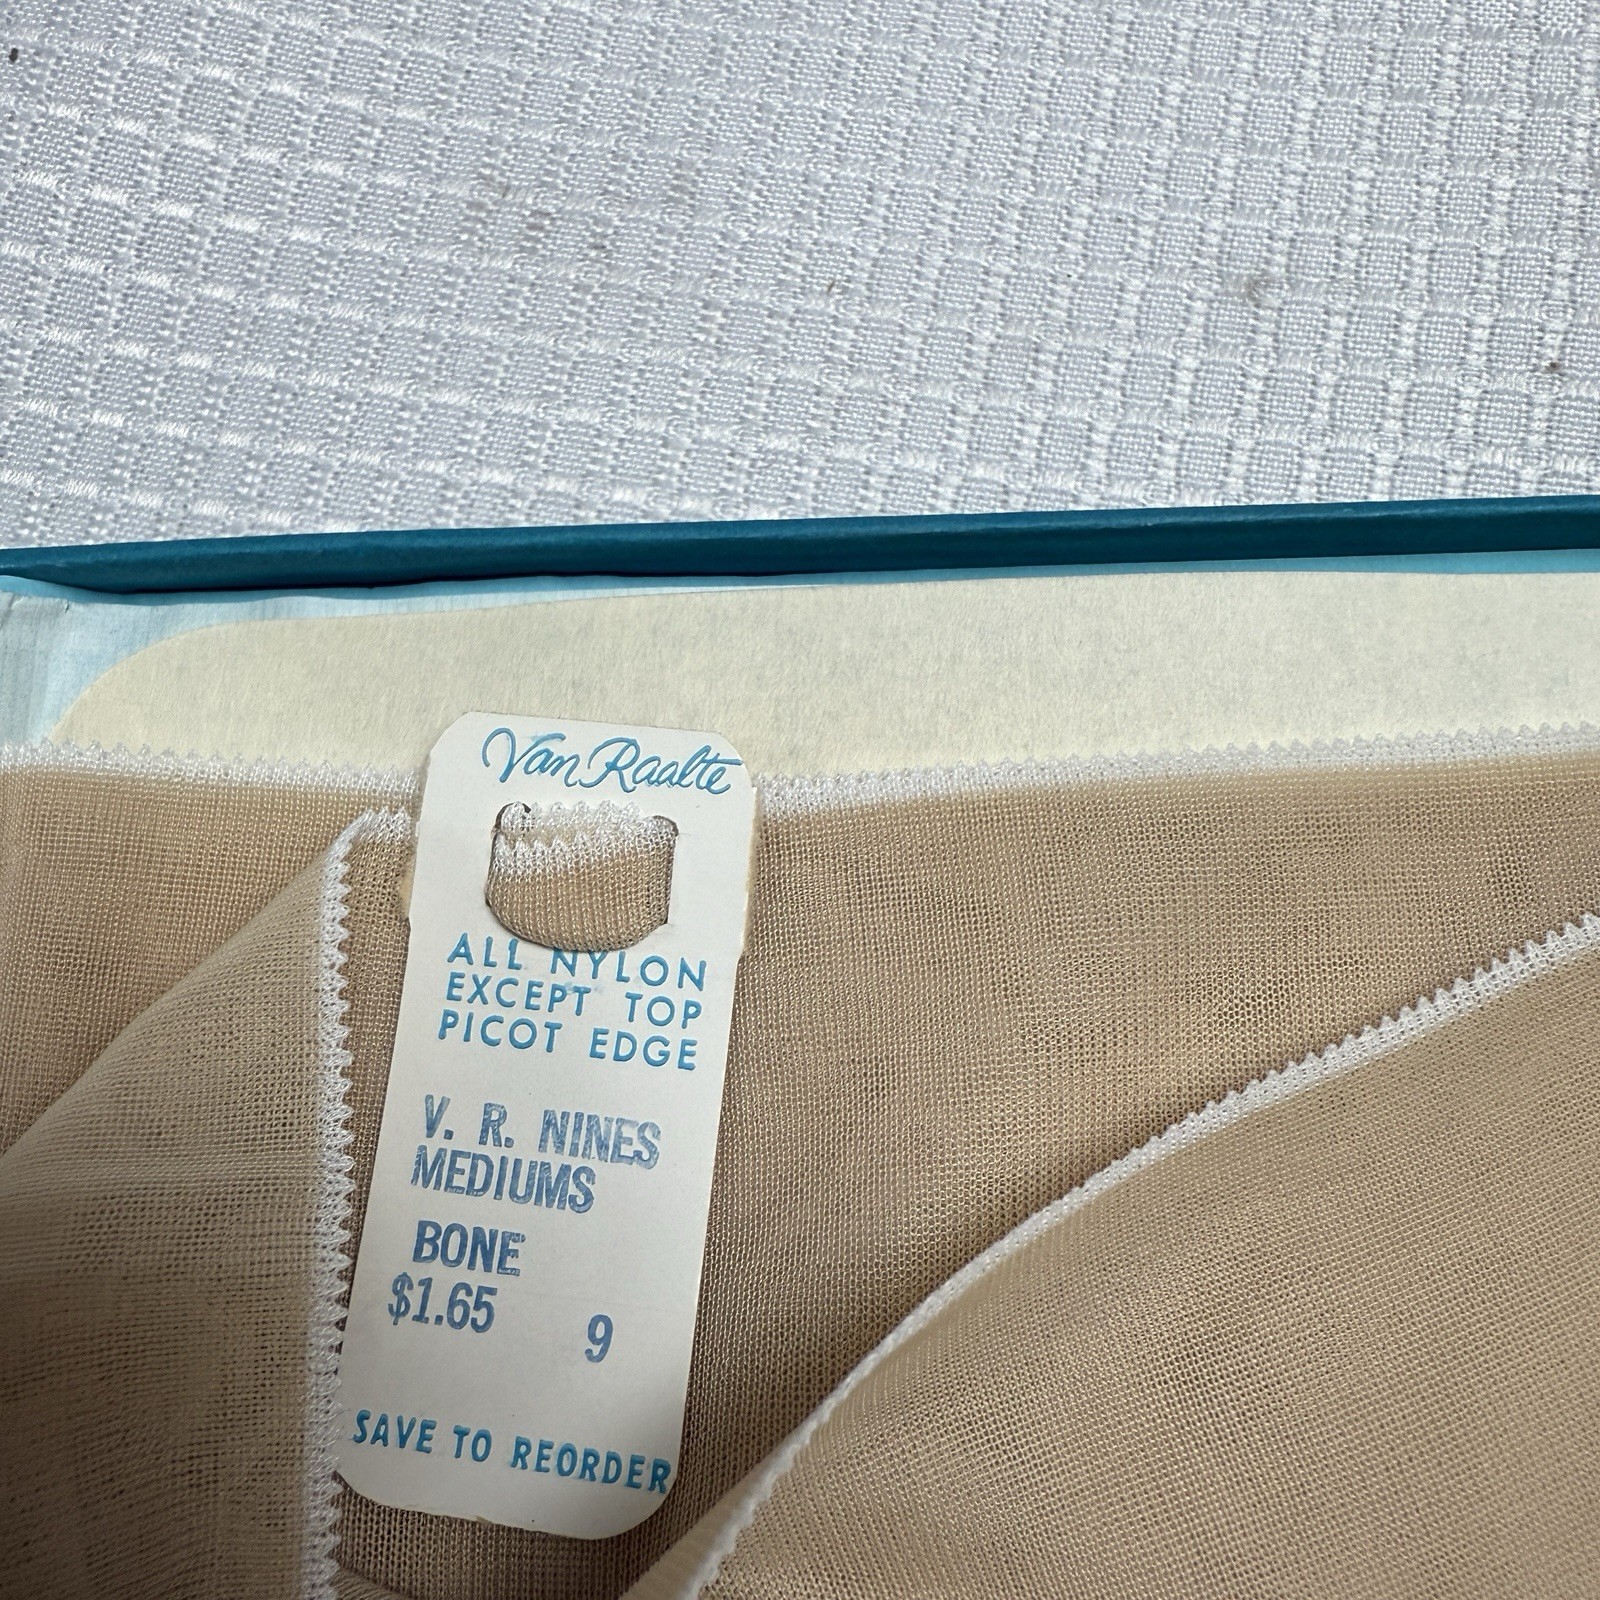 Van Raalte
ALL NYLON
EXCEPT TOP
PICOT EDGE
V. R. NINES
MEDIUMS
BONE
$1.65 9
SAVE TO REORDER